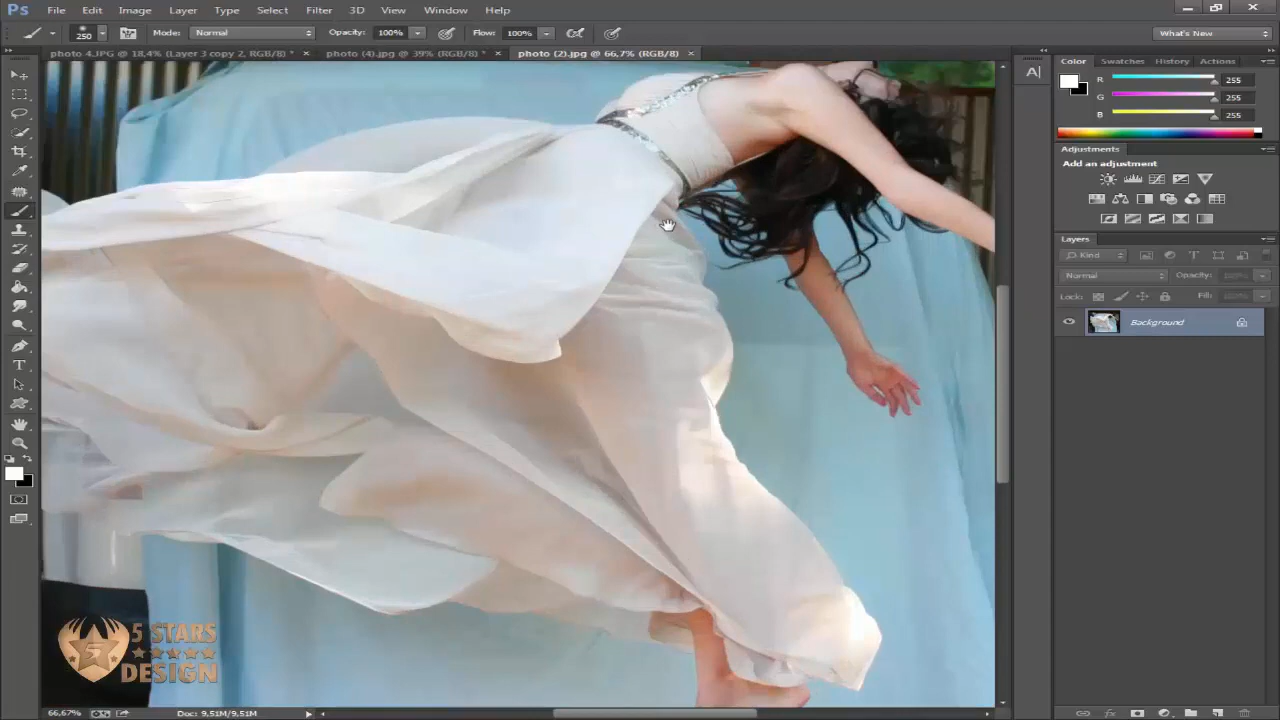 Ps File Edit Image Layer Type Select Filter 3D View Window Help
250 Mode: Normal Opacity: 100% Flow: 100% What's New
photo 4.JPG @ 18,4% (Layer 3 copy 2, RGB/8) * × photo (4).jpg @ 39% (RGB/8) * × photo (2).jpg @ 66,7% (RGB/8) ×
Color Swatches History Actions
A
R 255
G 255
B 255
Adjustments
Add an adjustment
Layers
Kind
Normal Opacity: 100%
Lock: Fill: 100%
Background
T
5 STARS
5
DESIGN
66,67% Doc: 9,51M/9,51M